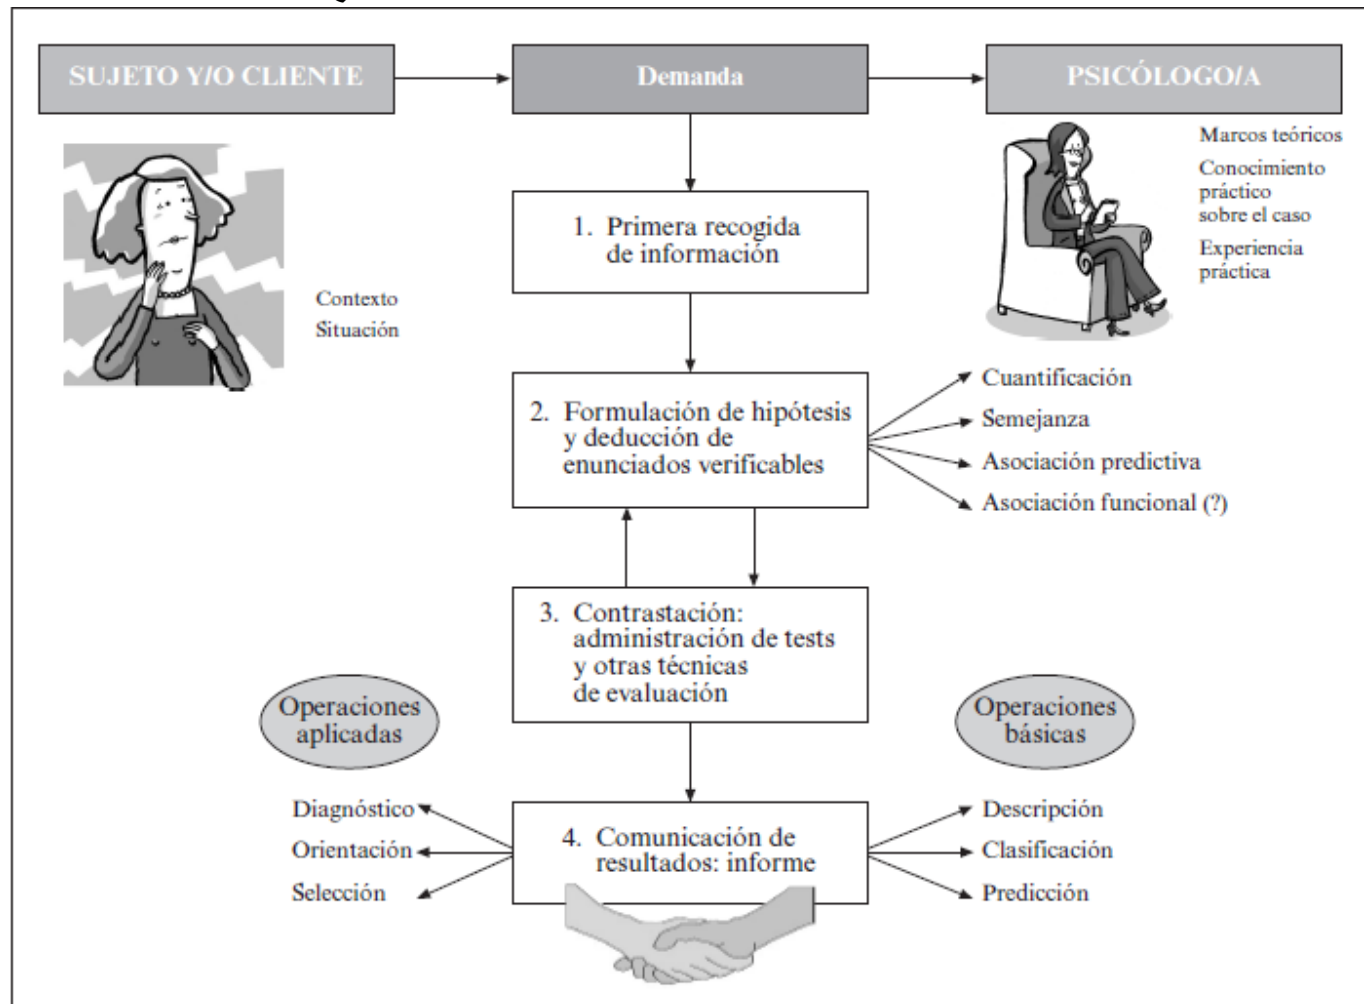 SUJETO Y/O CLIENTE
Demanda
PSICÓLOGO/A
Marcos teóricos
Conocimiento
práctico
sobre el caso
Experiencia
práctica
Contexto
Situación
1. Primera recogida
de información
2. Formulación de hipótesis
y deducción de
enunciados verificables
Cuantificación
Semejanza
Asociación predictiva
Asociación funcional (?)
3. Contrastación:
administración de tests
y otras técnicas
de evaluación
Operaciones
aplicadas
Operaciones
básicas
Diagnóstico
Orientación
Selección
4. Comunicación de
resultados: informe
Descripción
Clasificación
Predicción